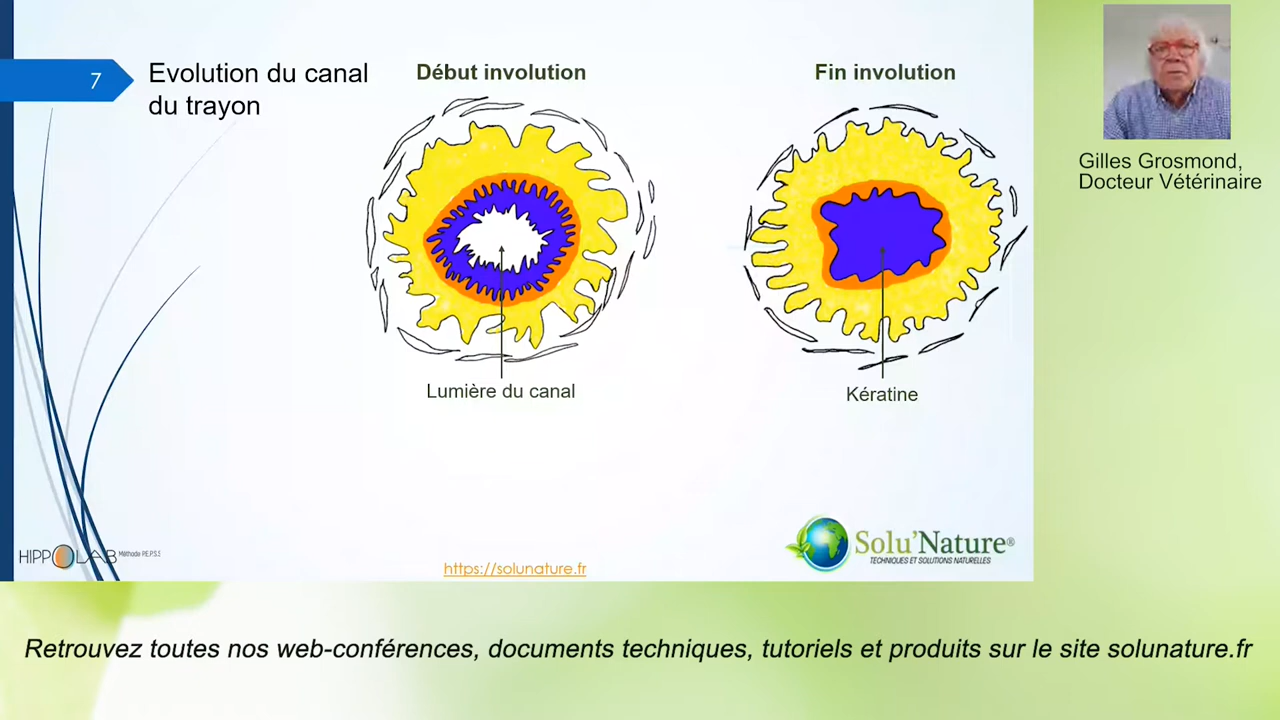 7
Evolution du canal
du trayon
Début involution
Fin involution
Gilles Grosmond,
Docteur Vétérinaire
Lumière du canal
Kératine
HIPPOLAB Méthode P.E.P.S.S
https://solunature.fr
Solu'Nature®
TECHNIQUES ET SOLUTIONS NATURELLES
Retrouvez toutes nos web-conférences, documents techniques, tutoriels et produits sur le site solunature.fr